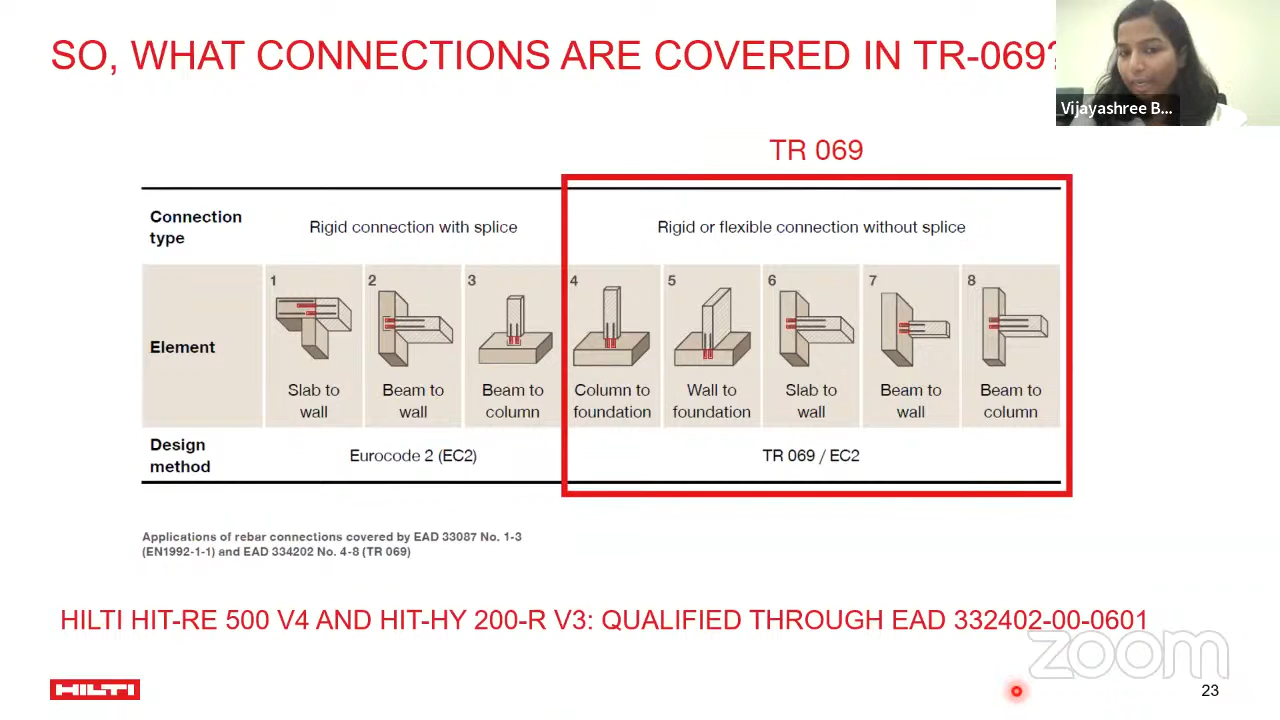 SO, WHAT CONNECTIONS ARE COVERED IN TR-069?
Vijayashree B...
TR 069
Connection
type
Rigid connection with splice
Rigid or flexible connection without splice
Element
1
2
3
4
5
6
7
8
Slab to
wall
Beam to
wall
Beam to
column
Column to
foundation
Wall to
foundation
Slab to
wall
Beam to
wall
Beam to
column
Design
method
Eurocode 2 (EC2)
TR 069 / EC2
Applications of rebar connections covered by EAD 33087 No. 1-3
(EN1992-1-1) and EAD 334202 No. 4-8 (TR 069)
HILTI HIT-RE 500 V4 AND HIT-HY 200-R V3: QUALIFIED THROUGH EAD 332402-00-0601
zoom
HILTI
23